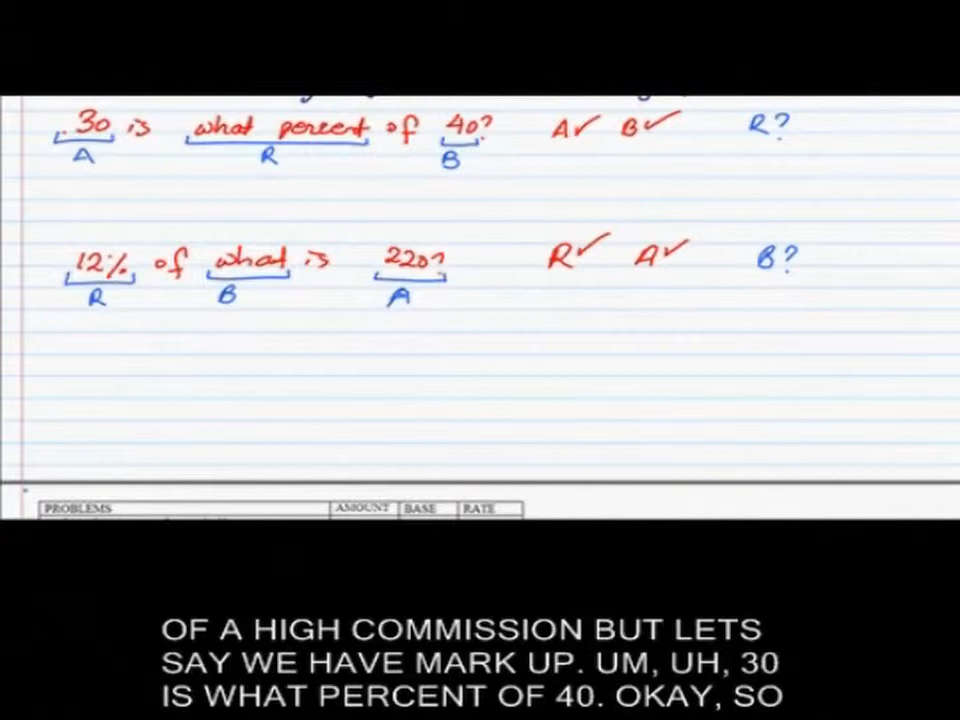 30 is what percent of 40? A✓ B✓ R?
A R B
12% of what is 220? R✓ A✓ B?
R B A
PROBLEMS AMOUNT BASE RATE
OF A HIGH COMMISSION BUT LETS
SAY WE HAVE MARK UP. UM, UH, 30
IS WHAT PERCENT OF 40. OKAY, SO